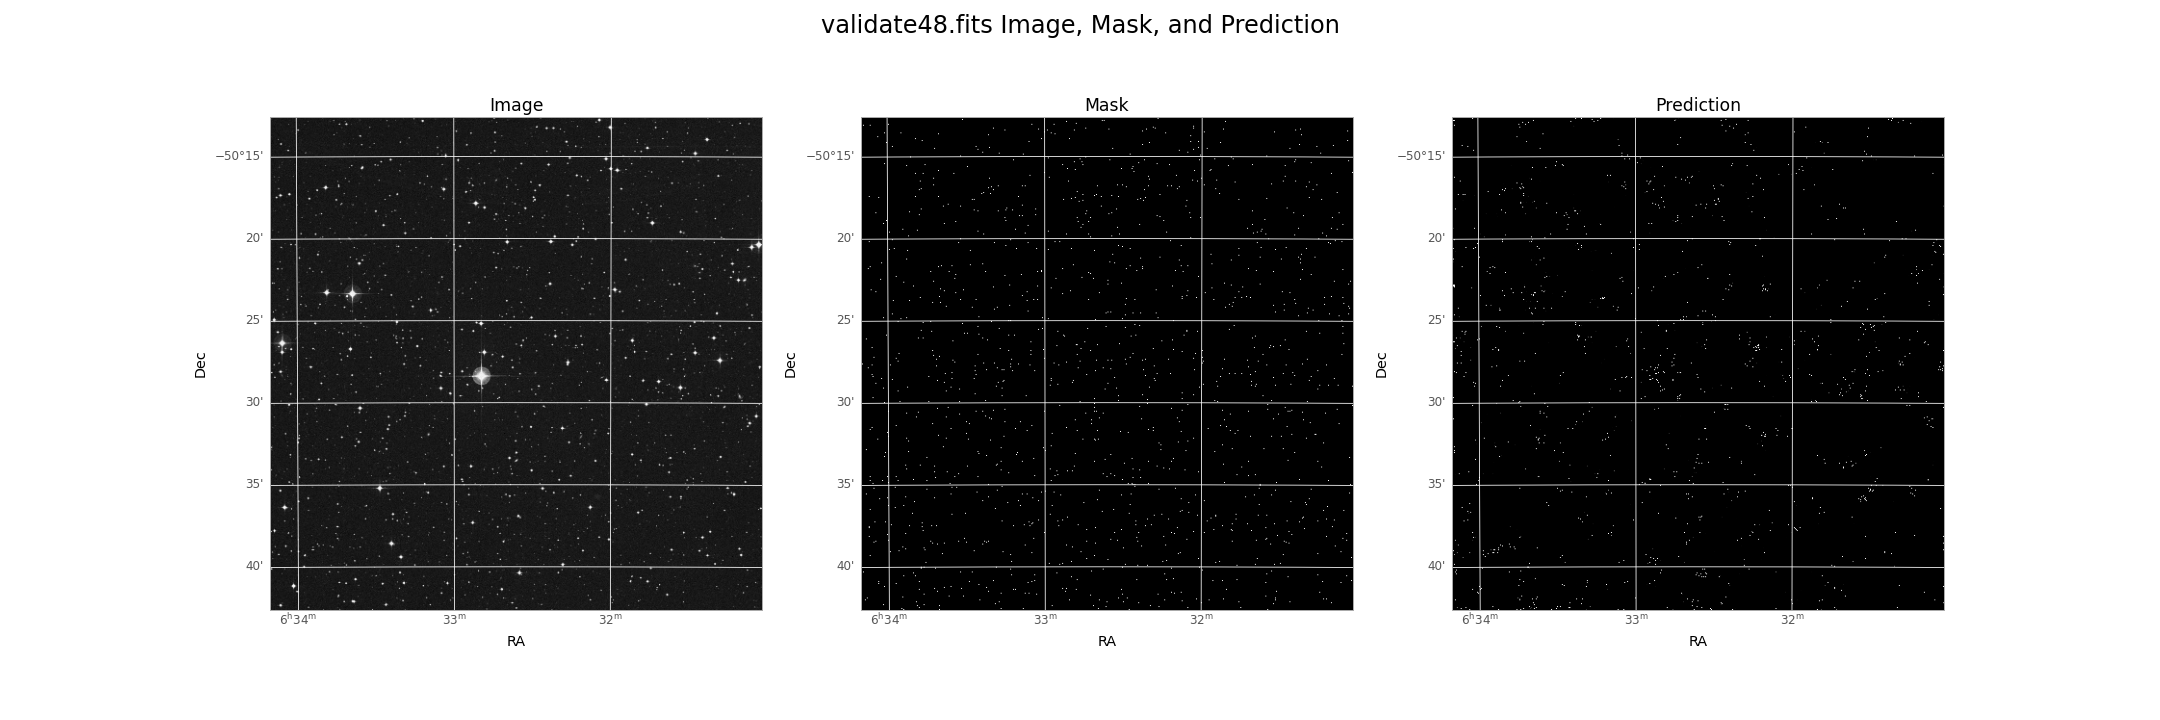 validate48.fits Image, Mask, and Prediction
Image
−50°15'
20'
25'
30'
35'
40'
Dec
6ʰ34ᵐ 33ᵐ 32ᵐ
RA
Mask
−50°15'
20'
25'
30'
35'
40'
Dec
6ʰ34ᵐ 33ᵐ 32ᵐ
RA
Prediction
−50°15'
20'
25'
30'
35'
40'
Dec
6ʰ34ᵐ 33ᵐ 32ᵐ
RA